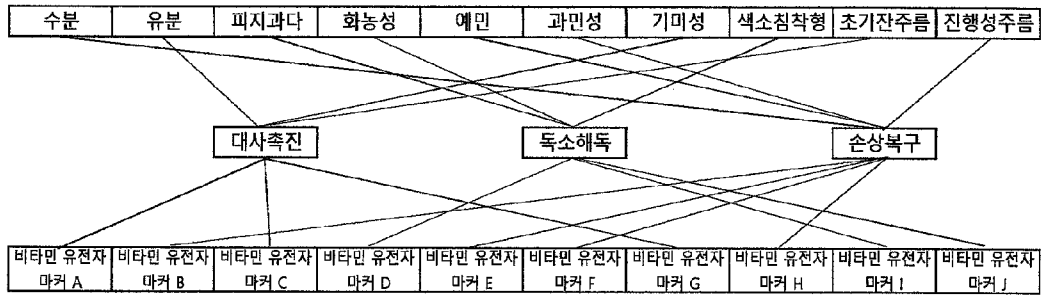 수분 유분 피지과다 화농성 예민 과민성 기미성 색소침착형 초기잔주름 진행성주름
대사촉진 독소해독 손상복구
비타민 유전자 비타민 유전자 비타민 유전자 비타민 유전자 비타민 유전자 비타민 유전자 비타민 유전자 비타민 유전자 비타민 유전자 비타민 유전자
마커 A 마커 B 마커 C 마커 D 마커 E 마커 F 마커 G 마커 H 마커 I 마커 J